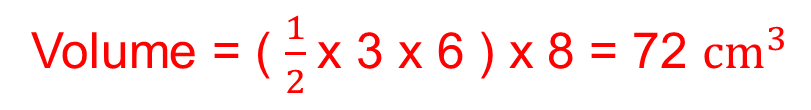 Volume = ( 1/2 x 3 x 6 ) x 8 = 72 cm³